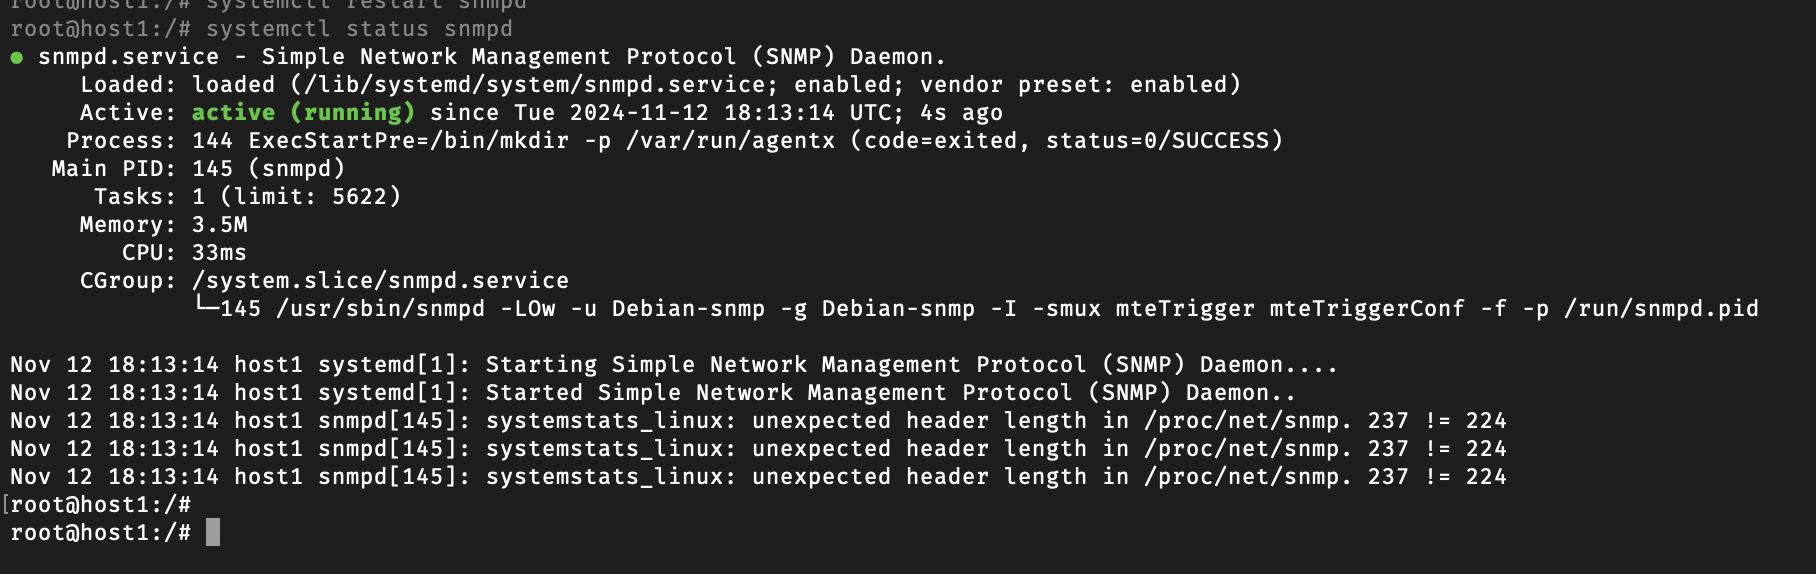 root@host1:/# systemctl restart snmpd
root@host1:/# systemctl status snmpd
● snmpd.service - Simple Network Management Protocol (SNMP) Daemon.
     Loaded: loaded (/lib/systemd/system/snmpd.service; enabled; vendor preset: enabled)
     Active: active (running) since Tue 2024-11-12 18:13:14 UTC; 4s ago
    Process: 144 ExecStartPre=/bin/mkdir -p /var/run/agentx (code=exited, status=0/SUCCESS)
   Main PID: 145 (snmpd)
      Tasks: 1 (limit: 5622)
     Memory: 3.5M
        CPU: 33ms
     CGroup: /system.slice/snmpd.service
             └─145 /usr/sbin/snmpd -LOw -u Debian-snmp -g Debian-snmp -I -smux mteTrigger mteTriggerConf -f -p /run/snmpd.pid

Nov 12 18:13:14 host1 systemd[1]: Starting Simple Network Management Protocol (SNMP) Daemon....
Nov 12 18:13:14 host1 systemd[1]: Started Simple Network Management Protocol (SNMP) Daemon..
Nov 12 18:13:14 host1 snmpd[145]: systemstats_linux: unexpected header length in /proc/net/snmp. 237 != 224
Nov 12 18:13:14 host1 snmpd[145]: systemstats_linux: unexpected header length in /proc/net/snmp. 237 != 224
Nov 12 18:13:14 host1 snmpd[145]: systemstats_linux: unexpected header length in /proc/net/snmp. 237 != 224
[root@host1:/#
root@host1:/#